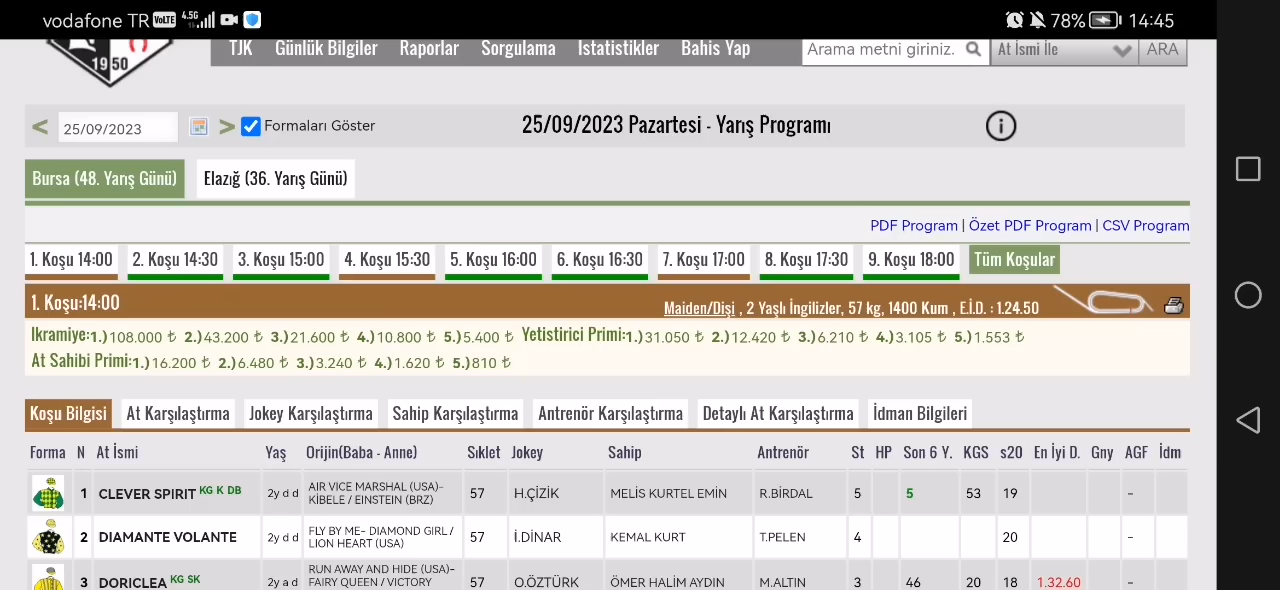 vodafone TR VoLTE 4.5G 78% 14:45
1950
TJK Günlük Bilgiler Raporlar Sorgulama İstatistikler Bahis Yap Arama metni giriniz. At İsmi İle ARA
< 25/09/2023 > Formaları Göster 25/09/2023 Pazartesi - Yarış Programı
Bursa (48. Yarış Günü) Elazığ (36. Yarış Günü)
PDF Program | Özet PDF Program | CSV Program
1. Koşu 14:00 2. Koşu 14:30 3. Koşu 15:00 4. Koşu 15:30 5. Koşu 16:00 6. Koşu 16:30 7. Koşu 17:00 8. Koşu 17:30 9. Koşu 18:00 Tüm Koşular
1. Koşu:14:00 Maiden/Dişi , 2 Yaşlı İngilizler, 57 kg, 1400 Kum , E.İ.D. : 1.24.50
Ikramiye:1.)108.000 ₺ 2.)43.200 ₺ 3.)21.600 ₺ 4.)10.800 ₺ 5.)5.400 ₺ Yetistirici Primi:1.)31.050 ₺ 2.)12.420 ₺ 3.)6.210 ₺ 4.)3.105 ₺ 5.)1.553 ₺
At Sahibi Primi:1.)16.200 ₺ 2.)6.480 ₺ 3.)3.240 ₺ 4.)1.620 ₺ 5.)810 ₺
Koşu Bilgisi At Karşılaştırma Jokey Karşılaştırma Sahip Karşılaştırma Antrenör Karşılaştırma Detaylı At Karşılaştırma İdman Bilgileri
Forma N At İsmi Yaş Orijin(Baba - Anne) Sıklet Jokey Sahip Antrenör St HP Son 6 Y. KGS s20 En İyi D. Gny AGF İdm
1 CLEVER SPIRIT KG K DB 2y d d AIR VICE MARSHAL (USA)- 57 H.ÇİZİK MELİS KURTEL EMİN R.BİRDAL 5 5 53 19 -
KİBELE / EINSTEIN (BRZ)
2 DIAMANTE VOLANTE 2y d d FLY BY ME- DIAMOND GIRL / 57 İ.DİNAR KEMAL KURT T.PELEN 4 20 -
LION HEART (USA)
3 DORICLEA KG SK 2y a d RUN AWAY AND HIDE (USA)- 57 O.ÖZTÜRK ÖMER HALİM AYDIN M.ALTIN 3 46 20 18 1.32.60 -
FAIRY QUEEN / VICTORY